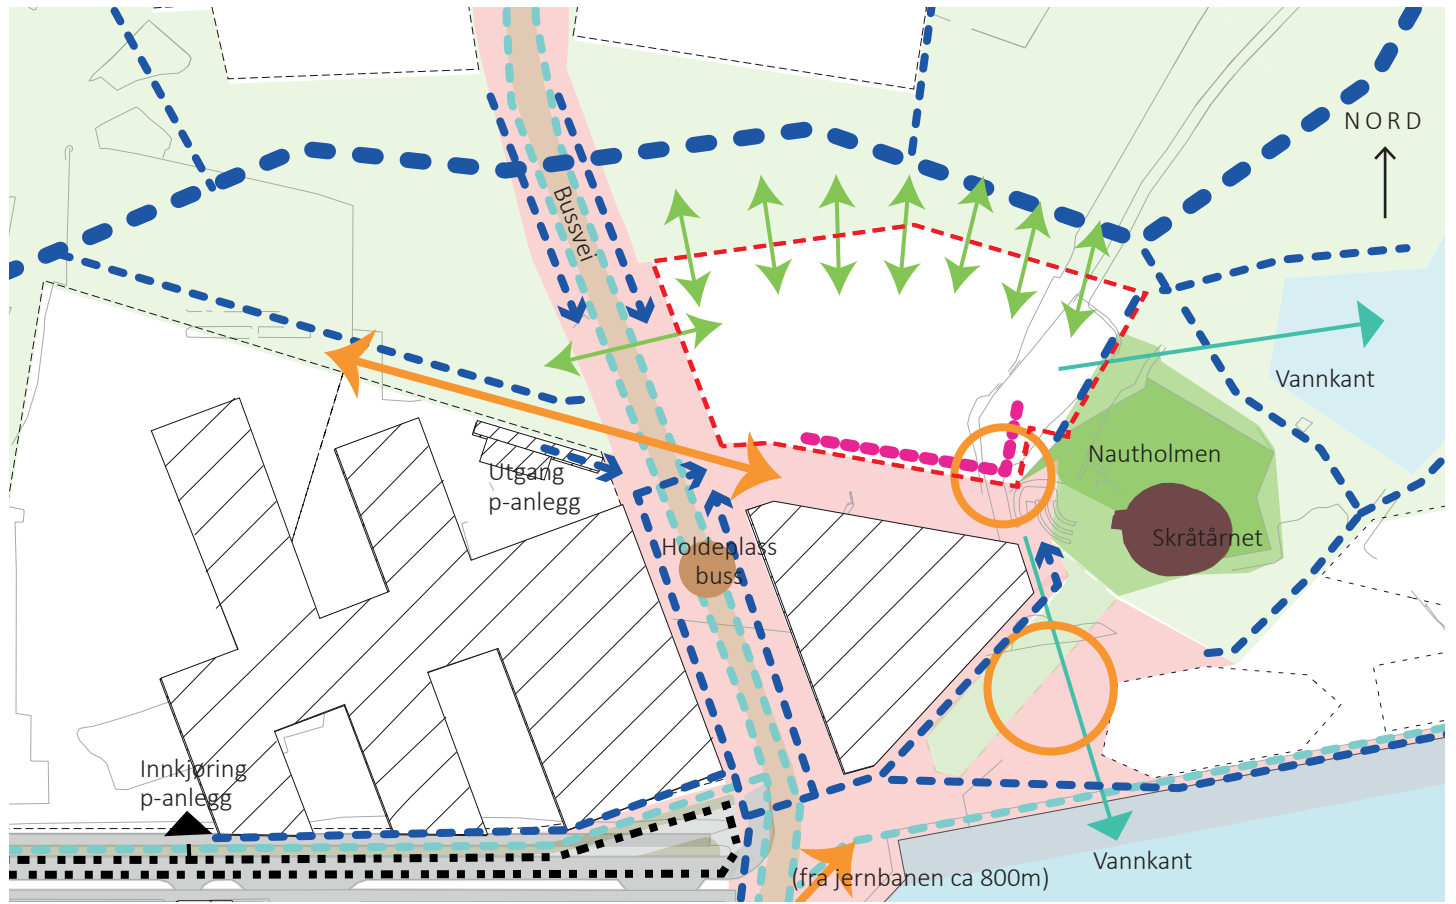 NORD
Bussvei
Vannkant
Nautholmen
Utgang
p-anlegg
Skråtårnet
Holdeplass
buss
Innkjøring
p-anlegg
Vannkant
(fra jernbanen ca 800m)